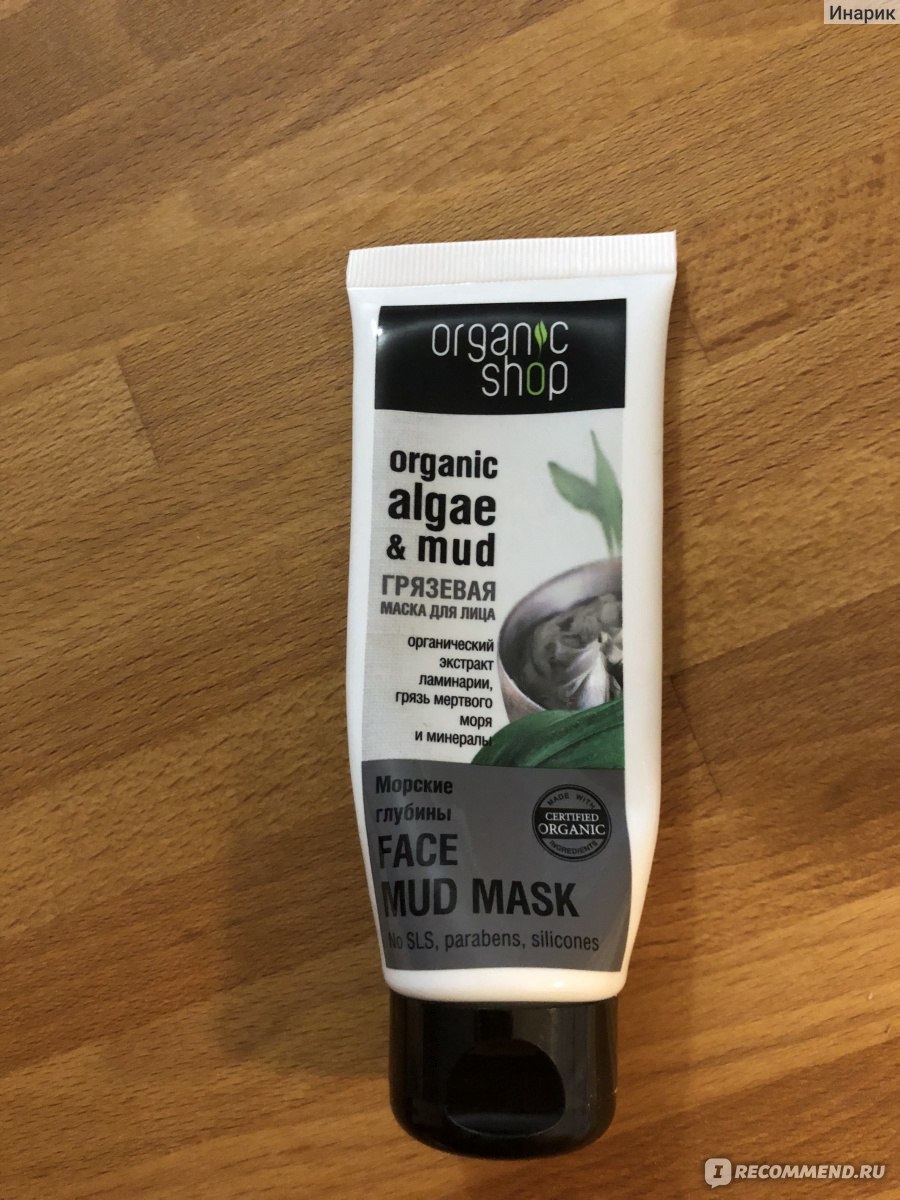 Инарик
organic
shop
organic
algae
& mud
ГРЯЗЕВАЯ
МАСКА ДЛЯ ЛИЦА
органический
экстракт
ламинарии,
грязь мертвого
моря
и минералы
Морские
глубины
MADE WITH
CERTIFIED
ORGANIC
INGREDIENTS
FACE
MUD MASK
No SLS, parabens, silicones
IRECOMMEND.RU